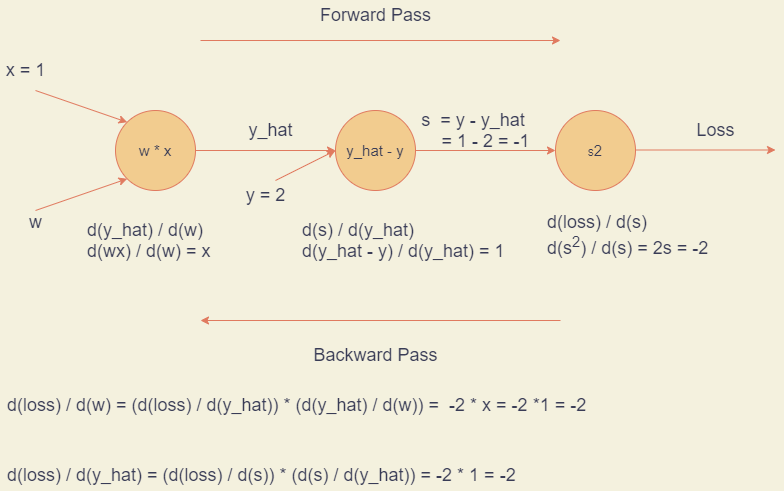 Forward Pass
x = 1
w * x
y_hat
y_hat - y
s = y - y_hat
= 1 - 2 = -1
s2
Loss
y = 2
w
d(y_hat) / d(w)
d(wx) / d(w) = x
d(s) / d(y_hat)
d(y_hat - y) / d(y_hat) = 1
d(loss) / d(s)
d(s²) / d(s) = 2s = -2
Backward Pass
d(loss) / d(w) = (d(loss) / d(y_hat)) * (d(y_hat) / d(w)) = -2 * x = -2 *1 = -2
d(loss) / d(y_hat) = (d(loss) / d(s)) * (d(s) / d(y_hat)) = -2 * 1 = -2